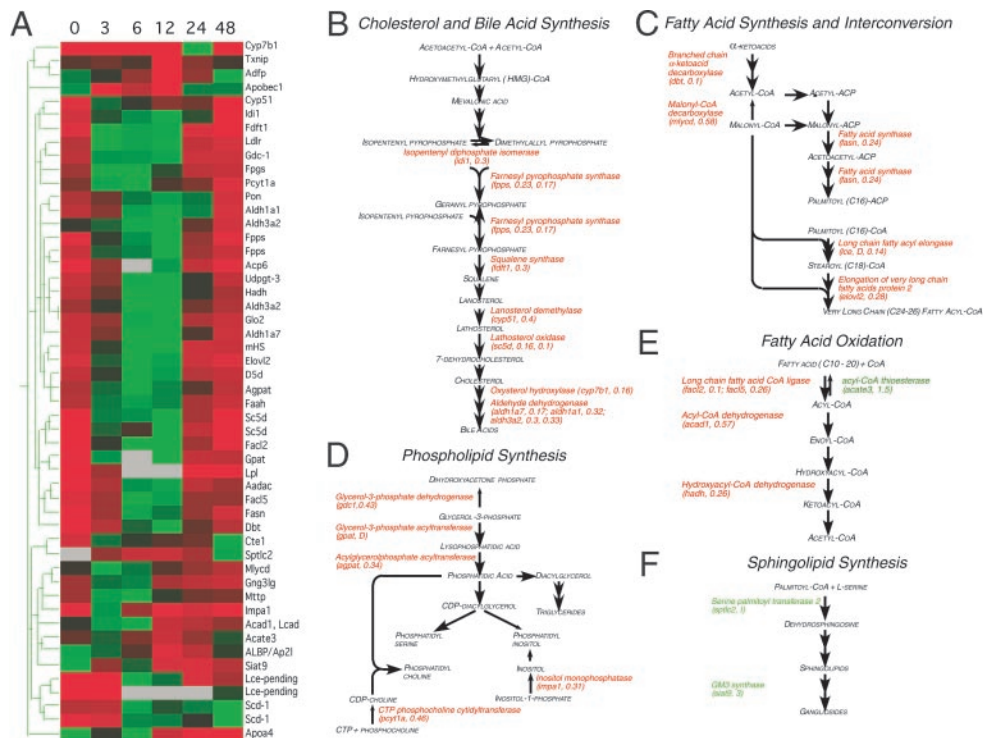 A
0 3 6 12 24 48
Cyp7b1
Txnip
Adfp
Apobec1
Cyp51
Idi1
Fdft1
Ldlr
Gdc-1
Fpgs
Pcyt1a
Pon
Aldh1a1
Aldh3a2
Fpps
Fpps
Acp6
Udpgt-3
Hadh
Aldh3a2
Glo2
Aldh1a7
mHS
Elovl2
D5d
Agpat
Faah
Sc5d
Sc5d
Facl2
Gpat
Lpl
Aadac
Facl5
Fasn
Dbt
Cte1
Sptlc2
Mlycd
Gng3lg
Mttp
Impa1
Acad1, Lcad
Acate3
ALBP/Ap2l
Siat9
Lce-pending
Lce-pending
Scd-1
Scd-1
Apoa4
B
Cholesterol and Bile Acid Synthesis
ACETOACETYL-COA + ACETYL-COA
HYDROXYMETHYLGLUTARYL (HMG)-COA
MEVALONIC ACID
ISOPENTENYL PYROPHOSPHATE
DIMETHYLALLYL PYROPHOSPHATE
Isopentenyl diphosphate isomerase
(idi1, 0.3)
Farnesyl pyrophosphate synthase
(fpps, 0.23, 0.17)
GERANYL PYROPHOSPHATE
ISOPENTENYL PYROPHOSPHATE
Farnesyl pyrophosphate synthase
(fpps, 0.23, 0.17)
FARNESYL PYROPHOSPHATE
Squalene synthase
(fdft1, 0.3)
SQUALENE
LANOSTEROL
Lanosterol demethylase
(cyp51, 0.4)
LATHOSTEROL
Lathosterol oxidase
(sc5d, 0.16, 0.1)
7-DEHYDROCHOLESTEROL
CHOLESTEROL
Oxysterol hydroxylase (cyp7b1, 0.16)
Aldehyde dehydrogenase
(aldh1a7, 0.17; aldh1a1, 0.32;
aldh3a2, 0.3, 0.33)
BILE ACIDS
C
Fatty Acid Synthesis and Interconversion
α-KETOACIDS
Branched chain
α-ketoacid
decarboxylase
(dbt, 0.1)
ACETYL-COA
ACETYL-ACP
Malonyl-CoA
decarboxylase
(mlycd, 0.58)
MALONYL-COA
MALONYL-ACP
Fatty acid synthase
(fasn, 0.24)
ACETOACETYL-ACP
Fatty acid synthase
(fasn, 0.24)
PALMITOYL (C16)-ACP
PALMITOYL (C16)-COA
Long chain fatty acyl elongase
(lce, D, 0.14)
STEAROYL (C18)-COA
Elongation of very long chain
fatty acids protein 2
(elovl2, 0.28)
VERY LONG CHAIN (C24-26) FATTY ACYL-COA
D
Phospholipid Synthesis
DIHYDROXYACETONE PHOSPHATE
Glycerol-3-phosphate dehydrogenase
(gdc1,0.43)
GLYCEROL-3-PHOSPHATE
Glycerol-3-phosphate acyltransferase
(gpat, D)
LYSOPHOSPHATIDIC ACID
Acylglycerolphosphate acyltransferase
(agpat, 0.34)
PHOSPHATIDIC ACID
DIACYLGLYCEROL
CDP-DIACYLGLYCEROL
TRIGLYCERIDES
PHOSPHATIDYL
SERINE
PHOSPHATIDYL
INOSITOL
PHOSPHATIDYL
CHOLINE
INOSITOL
Inositol monophosphatase
(impa1, 0.31)
CDP-CHOLINE
INOSITOL-1-PHOSPHATE
CTP phosphocholine cytidyltransferase
(pcyt1a, 0.46)
CTP + PHOSPHOCHOLINE
E
Fatty Acid Oxidation
FATTY ACID (C10 - 20) + COA
Long chain fatty acid CoA ligase
(facl2, 0.1; facl5, 0.26)
acyl-CoA thioesterase
(acate3, 1.5)
ACYL-COA
Acyl-CoA dehydrogenase
(acad1, 0.57)
ENOYL-COA
HYDROXYACYL-COA
Hydroxyacyl-CoA dehydrogenase
(hadh, 0.26)
KETOACYL-COA
ACETYL-COA
F
Sphingolipid Synthesis
PALMITOYL-COA + L-SERINE
Serine palmitoyl transferase 2
(sptlc2, I)
DEHYDROSPHINGOSINE
SPHINGOLIPIDS
GM3 synthase
(siat9, 3)
GANGLIOSIDES